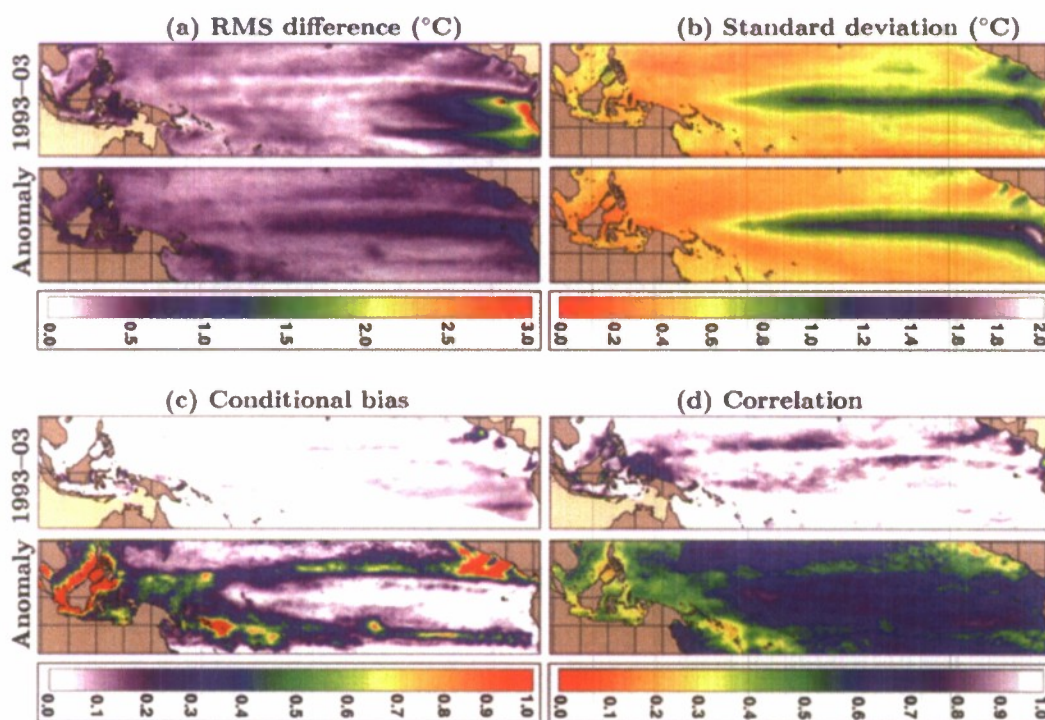 (a) RMS difference (°C)
(b) Standard deviation (°C)
1993–03
Anomaly
0.0 0.5 1.0 1.5 2.0 2.5 3.0
0.0 0.2 0.4 0.6 0.8 1.0 1.2 1.4 1.6 1.8 2.0
(c) Conditional bias
(d) Correlation
1993–03
Anomaly
0.0 0.1 0.2 0.3 0.4 0.5 0.6 0.7 0.8 0.9 1.0
0.0 0.1 0.2 0.3 0.4 0.5 0.6 0.7 0.8 0.9 1.0